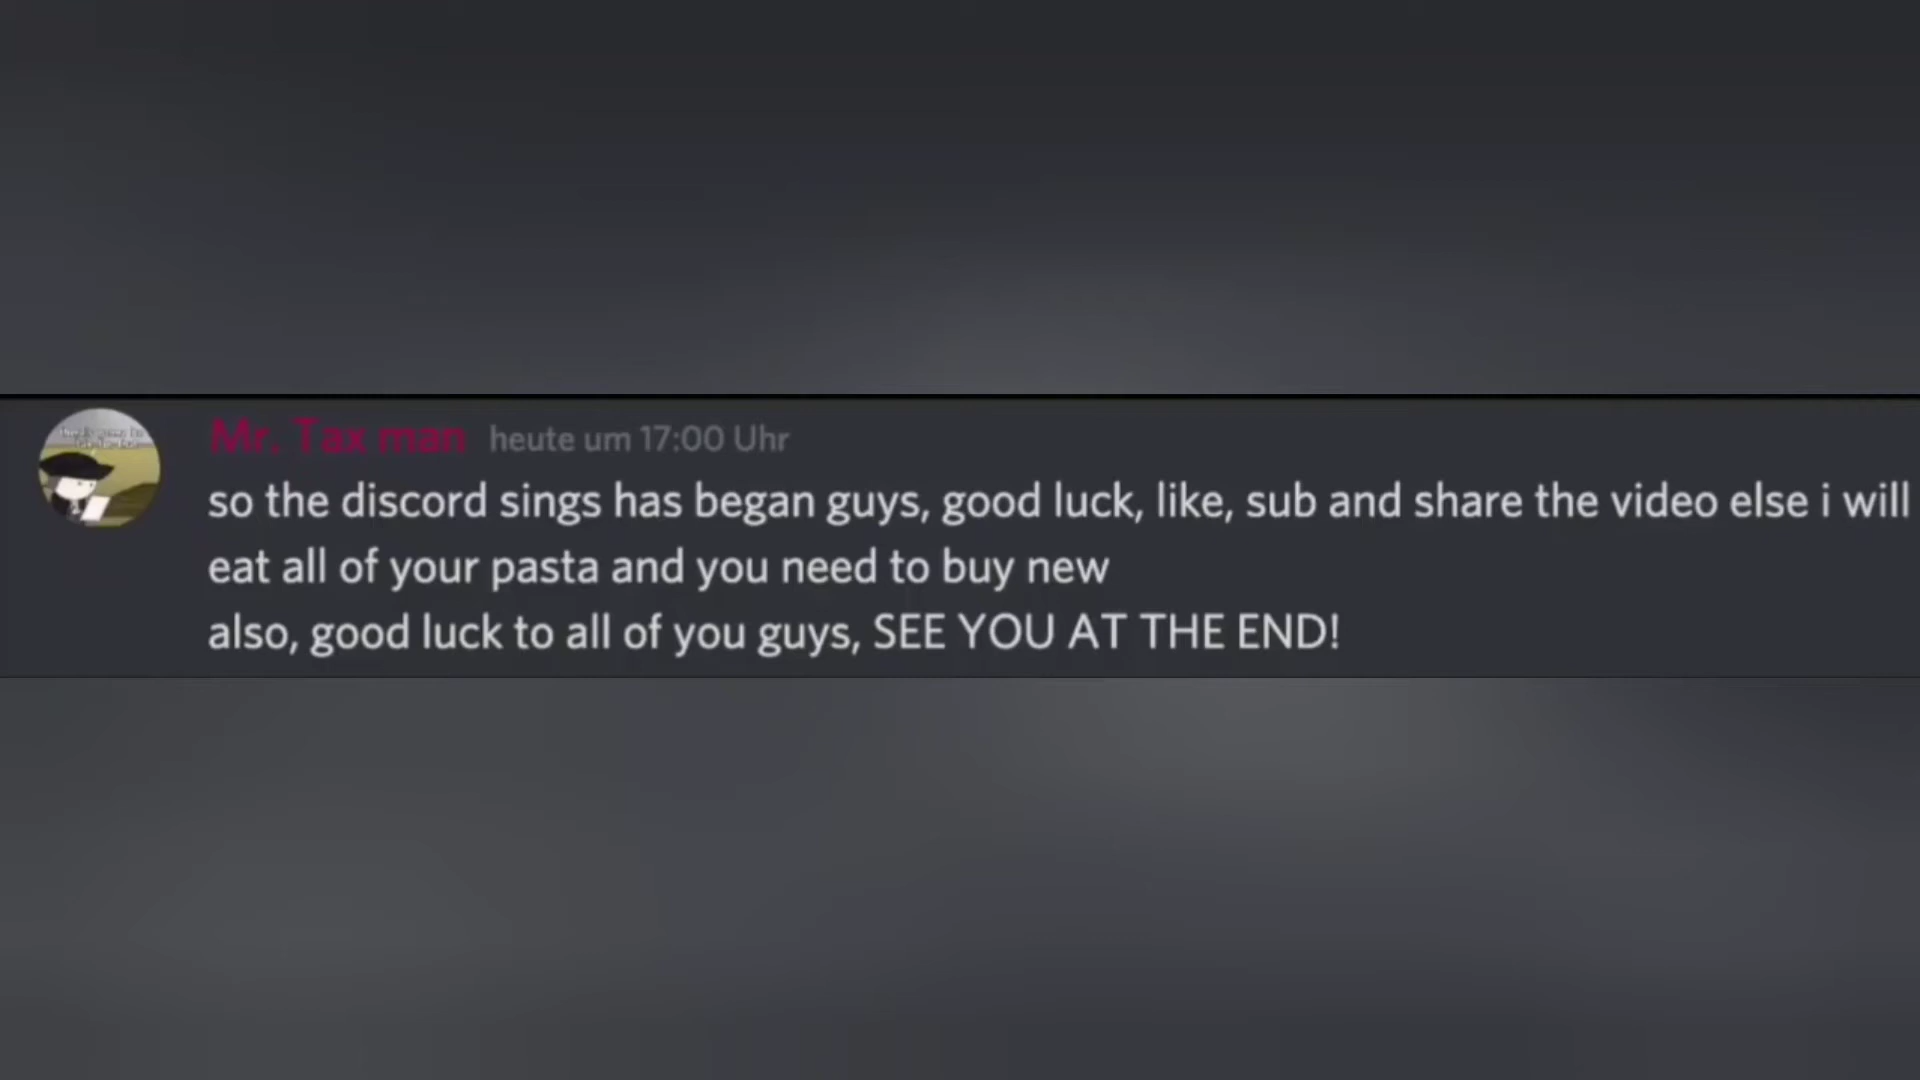 Mr. Tax man heute um 17:00 Uhr
so the discord sings has began guys, good luck, like, sub and share the video else i will
eat all of your pasta and you need to buy new
also, good luck to all of you guys, SEE YOU AT THE END!